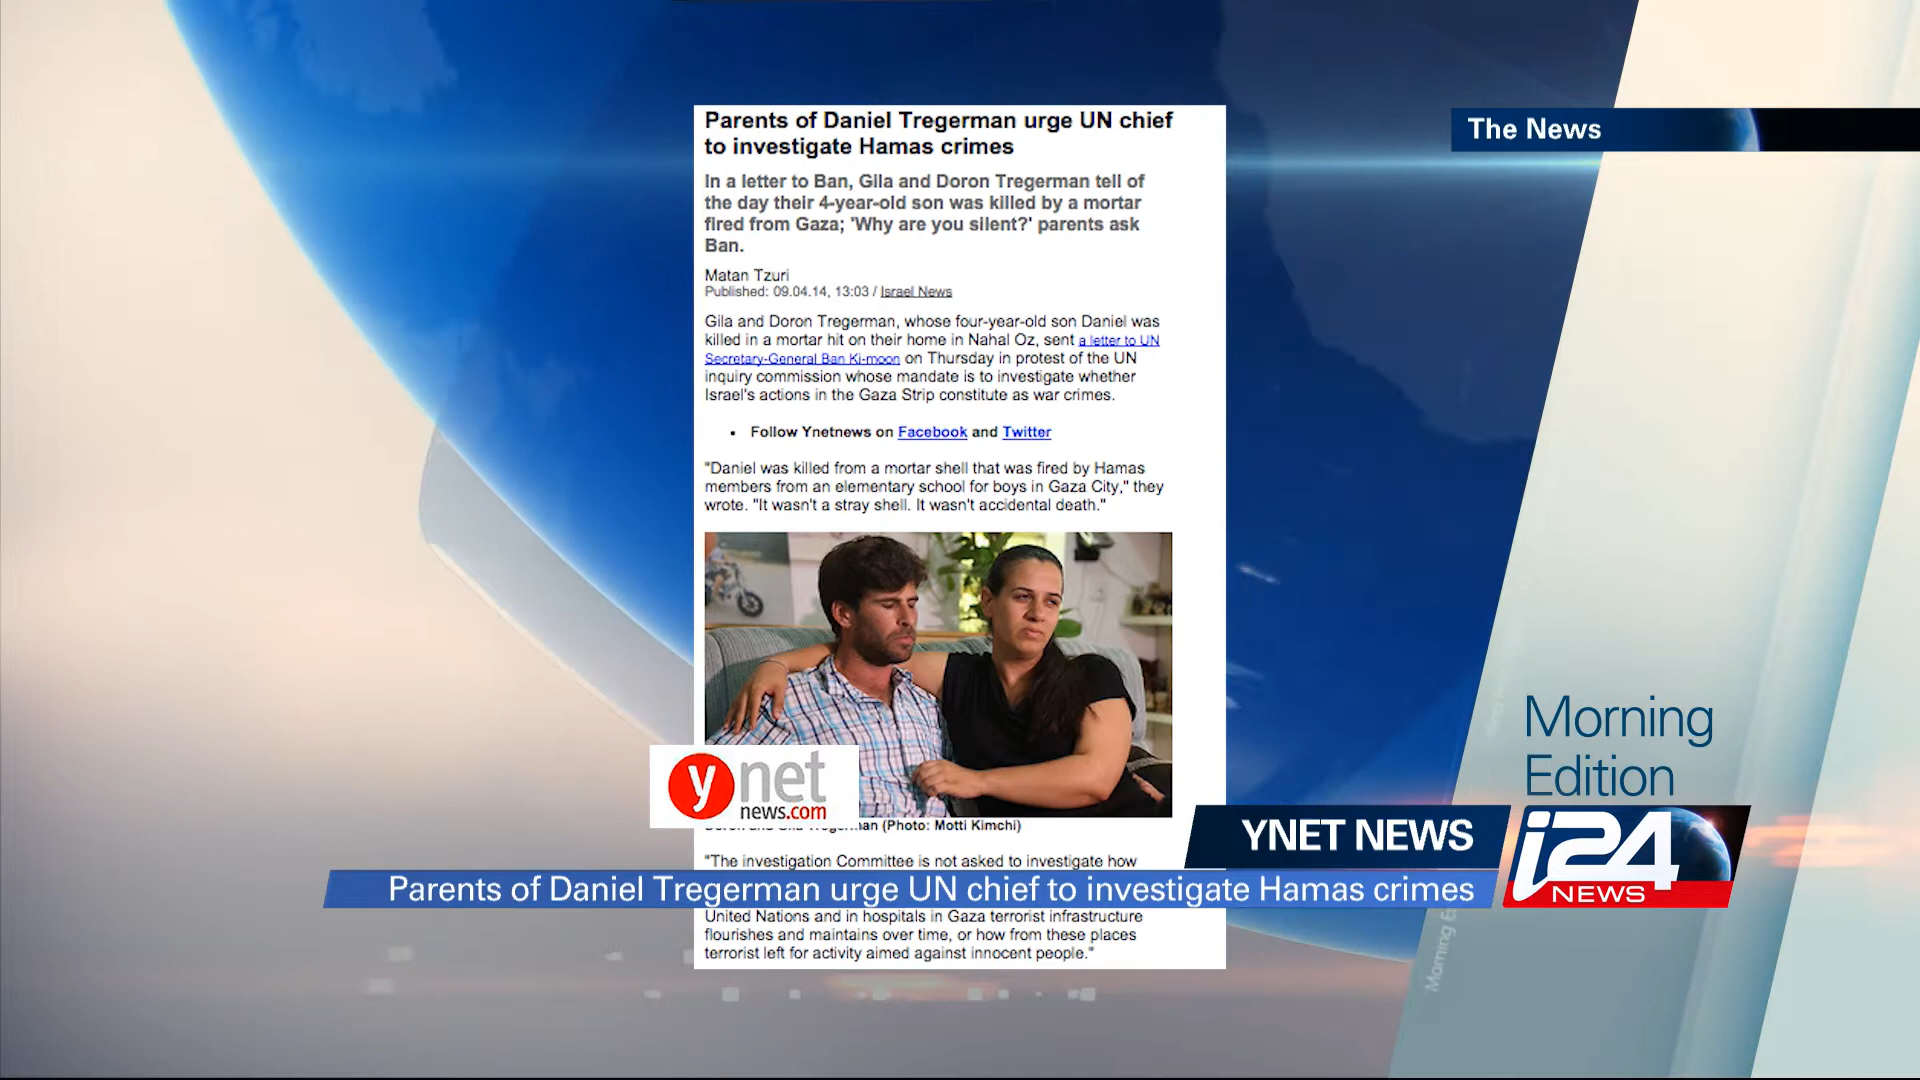 The News
Parents of Daniel Tregerman urge UN chief
to investigate Hamas crimes
In a letter to Ban, Gila and Doron Tregerman tell of
the day their 4-year-old son was killed by a mortar
fired from Gaza; 'Why are you silent?' parents ask
Ban.
Matan Tzuri
Published: 09.04.14, 13:03 / Israel News
Gila and Doron Tregerman, whose four-year-old son Daniel was
killed in a mortar hit on their home in Nahal Oz, sent a letter to UN
Secretary-General Ban Ki-moon on Thursday in protest of the UN
inquiry commission whose mandate is to investigate whether
Israel's actions in the Gaza Strip constitute as war crimes.
• Follow Ynetnews on Facebook and Twitter
"Daniel was killed from a mortar shell that was fired by Hamas
members from an elementary school for boys in Gaza City," they
wrote. "It wasn't a stray shell. It wasn't accidental death."
ynet
news.com
(Photo: Motti Kimchi)
"The investigation Committee is not asked to investigate how
United Nations and in hospitals in Gaza terrorist infrastructure
flourishes and maintains over time, or how from these places
terrorist left for activity aimed against innocent people."
Morning
Edition
YNET NEWS
Parents of Daniel Tregerman urge UN chief to investigate Hamas crimes
i24
NEWS
Morning